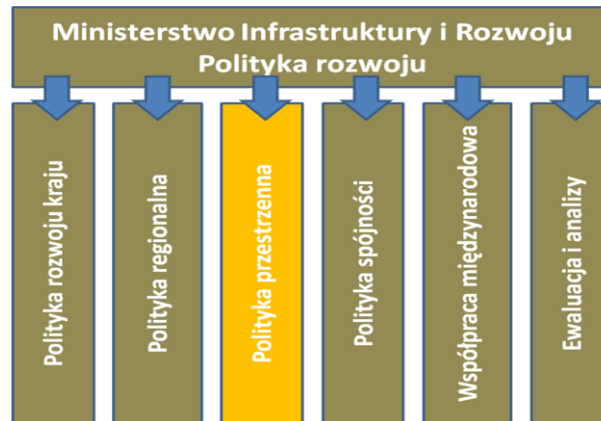 Ministerstwo Infrastruktury i Rozwoju
Polityka rozwoju
Polityka rozwoju kraju
Polityka regionalna
Polityka przestrzenna
Polityka spójności
Współpraca międzynarodowa
Ewaluacja i analizy